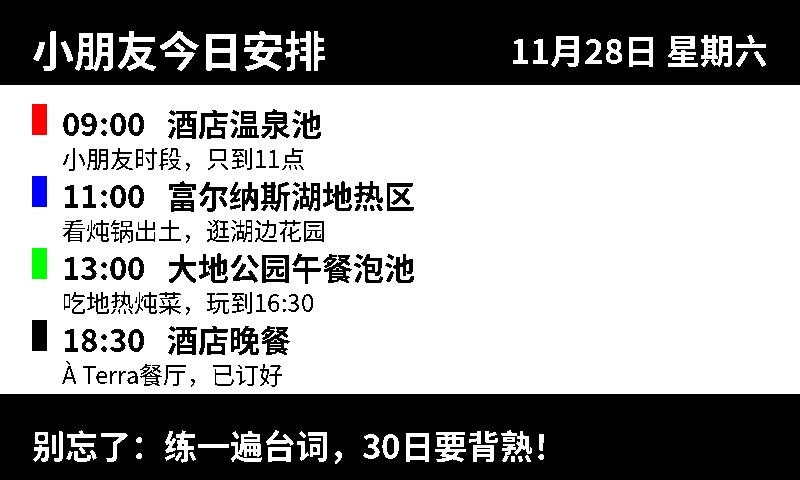 小朋友今日安排 11月28日 星期六
09:00 酒店温泉池
小朋友时段，只到11点
11:00 富尔纳斯湖地热区
看炖锅出土，逛湖边花园
13:00 大地公园午餐泡池
吃地热炖菜，玩到16:30
18:30 酒店晚餐
À Terra餐厅，已订好
别忘了：练一遍台词，30日要背熟！